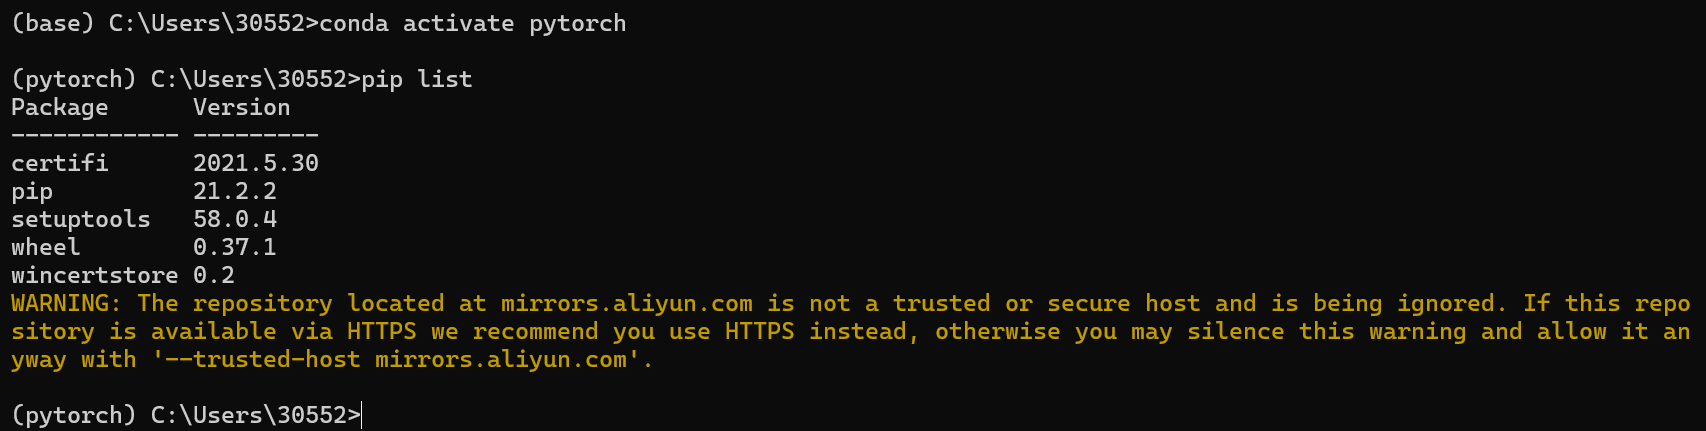 (base) C:\Users\30552>conda activate pytorch
(pytorch) C:\Users\30552>pip list
Package      Version
------------ ---------
certifi      2021.5.30
pip          21.2.2
setuptools   58.0.4
wheel        0.37.1
wincertstore 0.2
WARNING: The repository located at mirrors.aliyun.com is not a trusted or secure host and is being ignored. If this repo
sitory is available via HTTPS we recommend you use HTTPS instead, otherwise you may silence this warning and allow it an
yway with '--trusted-host mirrors.aliyun.com'.
(pytorch) C:\Users\30552>